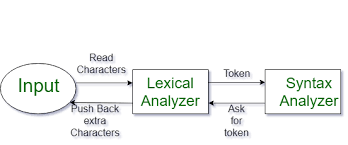 Read
Characters
Input
Lexical
Analyzer
Token
Syntax
Analyzer
Push Back
extra
Characters
Ask
for
token